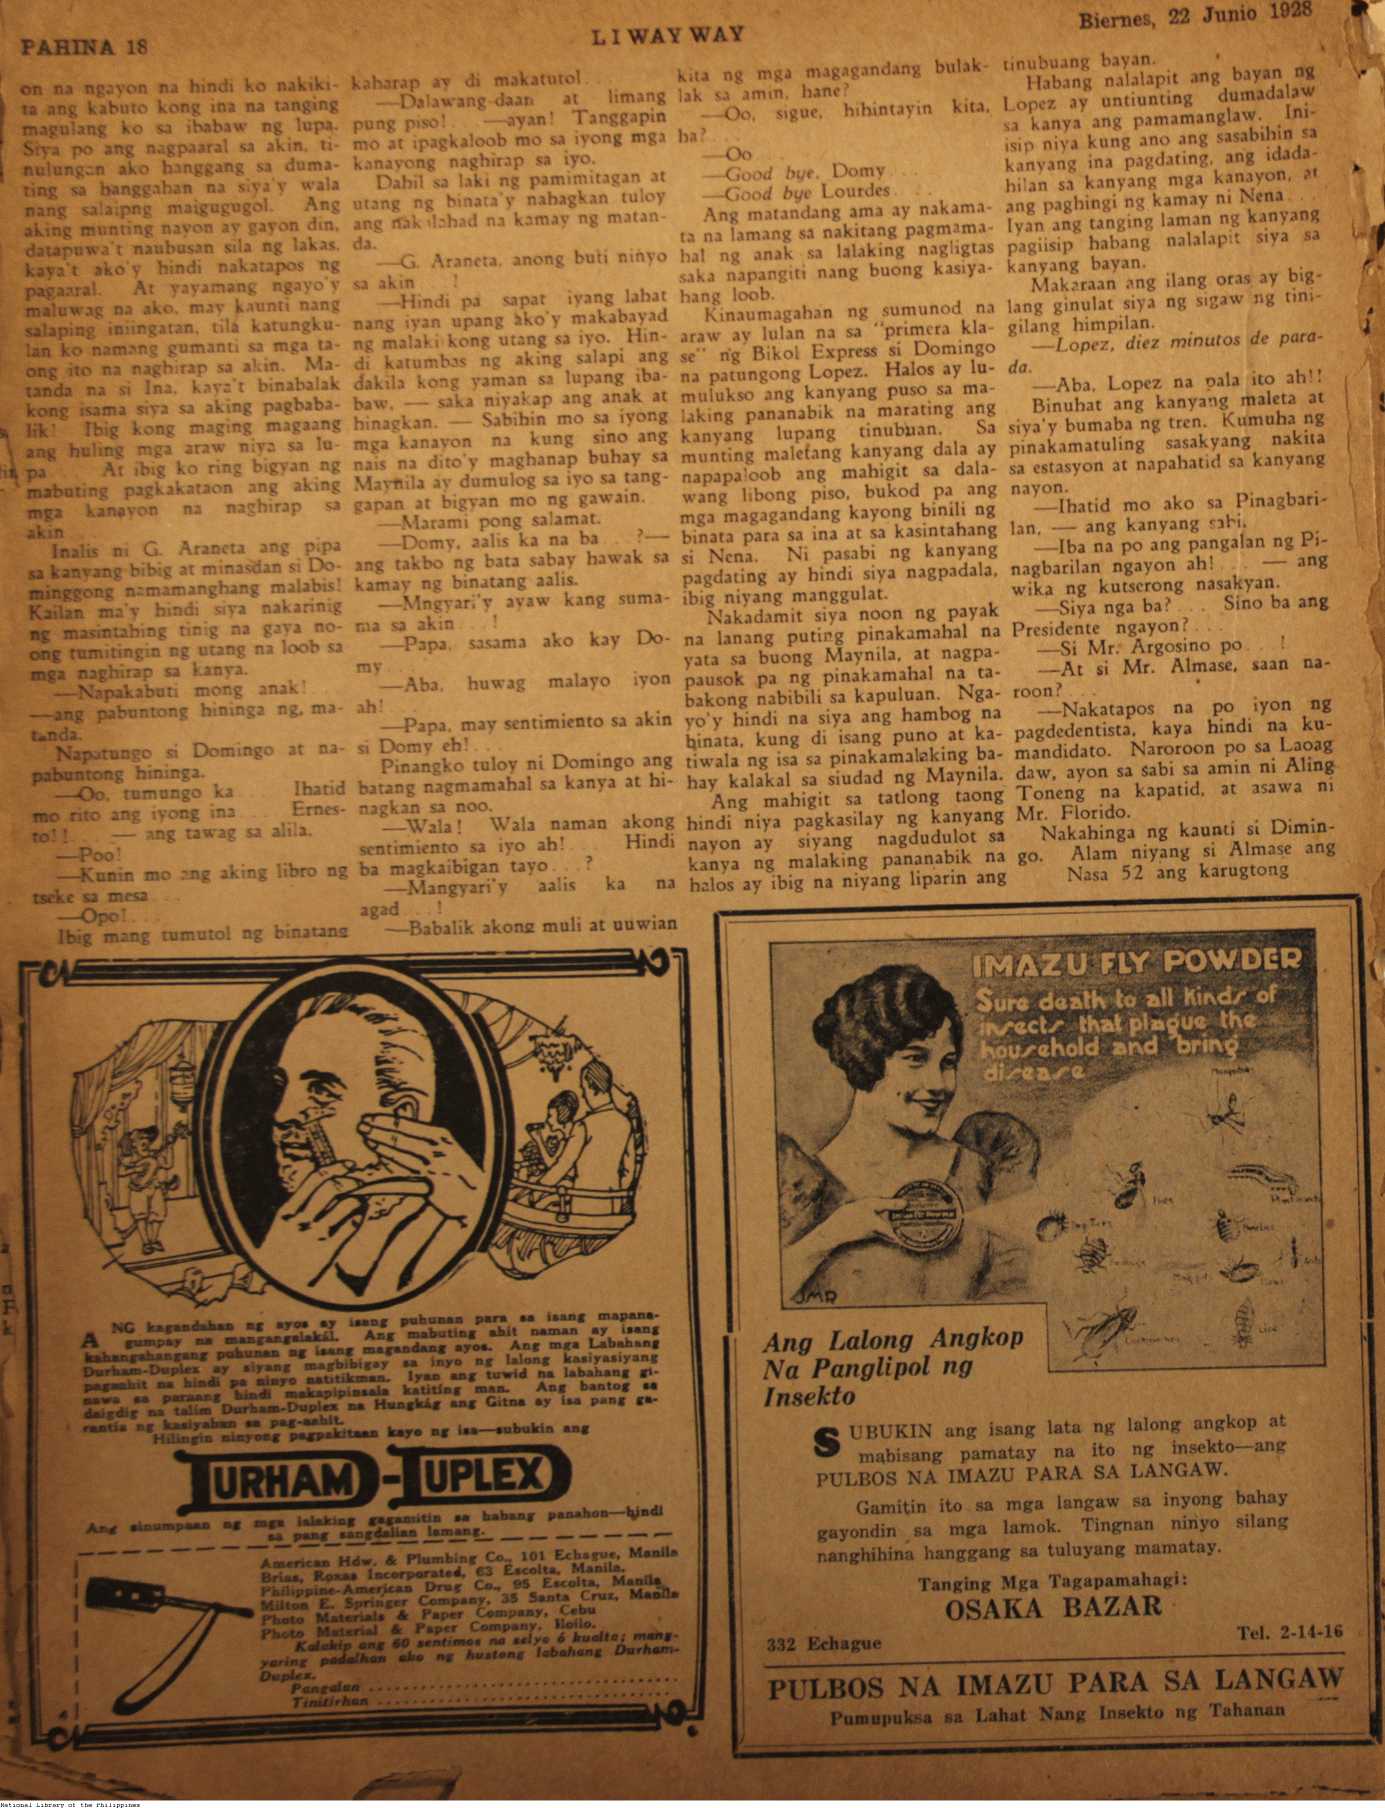 PAHINA 18
LIWAYWAY
Biernes, 22 Junio 1928
on na ngayon na hindi ko nakiki-
ta ang kabuto kong ina na tanging
magulang ko sa ibabaw ng lupa.
Siya po ang nagpaaral sa akin, ti-
nulungan ako hanggang sa duma-
ting sa hanggahan na siya'y wala
nang salaipng maigugugol. Ang
aking munting nayon ay gayon din,
datapuwa't naubusan sila ng lakas,
kaya't ako'y hindi nakatapos ng
pagaaral. At yayamang ngayo'y
maluwag na ako, may kaunti nang
salaping iniingatan, tila katungku-
lan ko namang gumanti sa mga ta-
ong ito na naghirap sa akin. Ma-
tanda na si Ina, kaya't binabalak
kong isama siya sa aking pagbaba-
lik! Ibig kong maging magaang
ang huling mga araw niya sa lu-
pa ... At ibig ko ring bigyan ng
mabuting pagkakataon ang aking
mga kanayon na naghirap sa
akin ...
Inalis ni G. Araneta ang pipa
sa kanyang bibig at minasdan si Do-
minggong namamanghang malabis!
Kailan ma'y hindi siya nakarinig
ng masintahing tinig na gaya no-
ong tumitingin ng utang na loob sa
mga naghirap sa kanya.
—Napakabuti mong anak! ...
—ang pabuntong hininga ng, ma-
tanda.
Napatungo si Domingo at na-
pabuntong hininga.
—Oo, tumungo ka ... Ihatid
mo rito ang iyong ina ... Ernes-
to!! ... — ang tawag sa alila.
—Poo!
—Kunin mo ang aking libro ng
tseke sa mesa ...
—Opo! ...
Ibig mang tumutol ng binatang
kaharap ay di makatutol ...
—Dalawang-daan at limang
pung piso! ... —ayan! Tanggapin
mo at ipagkaloob mo sa iyong mga
kanayong naghirap sa iyo.
Dahil sa laki ng pamimitagan at
utang ng binata'y nahagkan tuloy
ang nakalahad na kamay ng matan-
da.
—G. Araneta, anong buti ninyo
sa akin ... !
—Hindi pa sapat iyang lahat
nang iyan upang ako'y makabayad
ng malaki kong utang sa iyo. Hin-
di katumbas ng aking salapi ang
dakila kong yaman sa lupang iba-
baw, — saka niyakap ang anak at
hinagkan. — Sabihin mo sa iyong
mga kanayon na kung sino ang
nais na dito'y maghanap buhay sa
Maynila ay dumulog sa iyo sa tang-
gapan at bigyan mo ng gawain.
—Marami pong salamat.
—Domy, aalis ka na ba ... ?—
ang takbo ng bata sabay hawak sa
kamay ng binatang aalis.
—Mngyari'y ayaw kang suma-
ma sa akin ... !
—Papa, sasama ako kay Do-
my ...
—Aba, huwag malayo iyon
ah! ...
—Papa, may sentimiento sa akin
si Domy eh! ...
Pinangko tuloy ni Domingo ang
batang nagmamahal sa kanya at hi-
nagkan sa noo.
—Wala! Wala naman akong
sentimiento sa iyo ah! ... Hindi
ba magkaibigan tayo ... ?
—Mangyari'y aalis ka na
agad ... !
—Babalik akong muli at uuwian
kita ng mga magagandang bulak-
lak sa amin, hane?
—Oo, sigue, hihintayin kita,
ha? ...
—Oo ...
—Good bye, Domy ...
—Good bye Lourdes ...
Ang matandang ama ay nakama-
ta na lamang sa nakitang pagmama-
hal ng anak sa lalaking nagligtas
saka napangiti nang buong kasiya-
hang loob.
Kinaumagahan ng sumunod na
araw ay lulan na sa "primera kla-
se" ng Bikol Express si Domingo
na patungong Lopez. Halos ay lu-
mulukso ang kanyang puso sa ma-
laking pananabik na marating ang
kanyang lupang tinubuan. Sa
munting maletang kanyang dala ay
napapaloob ang mahigit sa dala-
wang libong piso, bukod pa ang
mga magagandang kayong binili ng
binata para sa ina at sa kasintahang
si Nena. Ni pasabi ng kanyang
pagdating ay hindi siya nagpadala,
ibig niyang manggulat.
Nakadamit siya noon ng payak
na lanang puting pinakamahal na
yata sa buong Maynila, at nagpa-
pausok pa ng pinakamahal na ta-
bakong nabibili sa kapuluan. Nga-
yo'y hindi na siya ang hambog na
binata, kung di isang puno at ka-
tiwala ng isa sa pinakamalaking ba-
hay kalakal sa siudad ng Maynila.
Ang mahigit sa tatlong taong
hindi niya pagkasilay ng kanyang
nayon ay siyang nagdudulot sa
kanya ng malaking pananabik na
halos ay ibig na niyang liparin ang
tinubuang bayan.
Habang nalalapit ang bayan ng
Lopez ay untiunting dumadalaw
sa kanya ang pamamanglaw. Ini-
isip niya kung ano ang sasabihin sa
kanyang ina pagdating, ang idada-
hilan sa kanyang mga kanayon, at
ang paghingi ng kamay ni Nena ...
Iyan ang tanging laman ng kanyang
pagiisip habang nalalapit siya sa
kanyang bayan.
Makaraan ang ilang oras ay big-
lang ginulat siya ng sigaw ng tini-
gilang himpilan.
—Lopez, diez minutos de para-
da.
—Aba, Lopez na pala ito ah!!
Binuhat ang kanyang maleta at
siya'y bumaba ng tren. Kumuha ng
pinakamatuling sasakyang nakita
sa estasyon at napahatid sa kanyang
nayon.
—Ihatid mo ako sa Pinagbari-
lan, — ang kanyang sabi.
—Iba na po ang pangalan ng Pi-
nagbarilan ngayon ah! ... — ang
wika ng kutserong nasakyan.
—Siya nga ba? ... Sino ba ang
Presidente ngayon? ...
—Si Mr. Argosino po ... !
—At si Mr. Almase, saan na-
roon? ...
—Nakatapos na po iyon ng
pagdedentista, kaya hindi na ku-
mandidato. Naroroon po sa Laoag
daw, ayon sa sabi sa amin ni Aling
Toneng na kapatid, at asawa ni
Mr. Florido.
Nakahinga ng kaunti si Dimin-
go. Alam niyang si Almase ang
Nasa 52 ang karugtong
ANG kagandahan ng ayos ay isang puhunan para sa isang mapana-
gumpay na mangangalakal. Ang mabuting ahit naman ay isang
kahangahangang puhunan ng isang magandang ayos. Ang mga Labahang
Durham-Duplex ay siyang magbibigay sa inyo ng lalong kasiyasiyang
pagaahit na hindi pa ninyo natitikman. Iyan ang tuwid na labahang gi-
nawa sa paraang hindi makapipinsala katiting man. Ang bantog sa
daigdig na talim Durham-Duplex na Hungkág ang Gitna ay isa pang ga-
rantia ng kasiyahan sa pag-aahit.
Hilingin ninyong pagpakitaan kayo ng isa—subukin ang
DURHAM-DUPLEX
Ang sinumpaan ng mga lalaking gagamitin sa habang panahon—hindi
sa pang sangdalian lamang.
American Hdw. & Plumbing Co., 101 Echague, Manila
Brias, Roxas Incorporated, 63 Escolta, Manila.
Philippine-American Drug Co., 95 Escolta, Manila
Milton E. Springer Company, 35 Santa Cruz, Manila
Photo Materials & Paper Company, Cebu
Photo Material & Paper Company, Iloilo.
Kalakip ang 60 sentimos na selyo ó kualta; mang-
yaring padalhan ako ng hustong labahang Durham-
Duplex.
Pangalan
Tinitirhan
IMAZU FLY POWDER
Sure death to all kinds of
insects that plague the
household and bring
disease
Mosquitoes
Flies
Roaches
Lice
JMR
Ang Lalong Angkop
Na Panglipol ng
Insekto
SUBUKIN ang isang lata ng lalong angkop at
mabisang pamatay na ito ng insekto—ang
PULBOS NA IMAZU PARA SA LANGAW.
Gamitin ito sa mga langaw sa inyong bahay
gayondin sa mga lamok. Tingnan ninyo silang
nanghihina hanggang sa tuluyang mamatay.
Tanging Mga Tagapamahagi:
OSAKA BAZAR
332 Echague
Tel. 2-14-16
PULBOS NA IMAZU PARA SA LANGAW
Pumupuksa sa Lahat Nang Insekto ng Tahanan
National Library of the Philippines